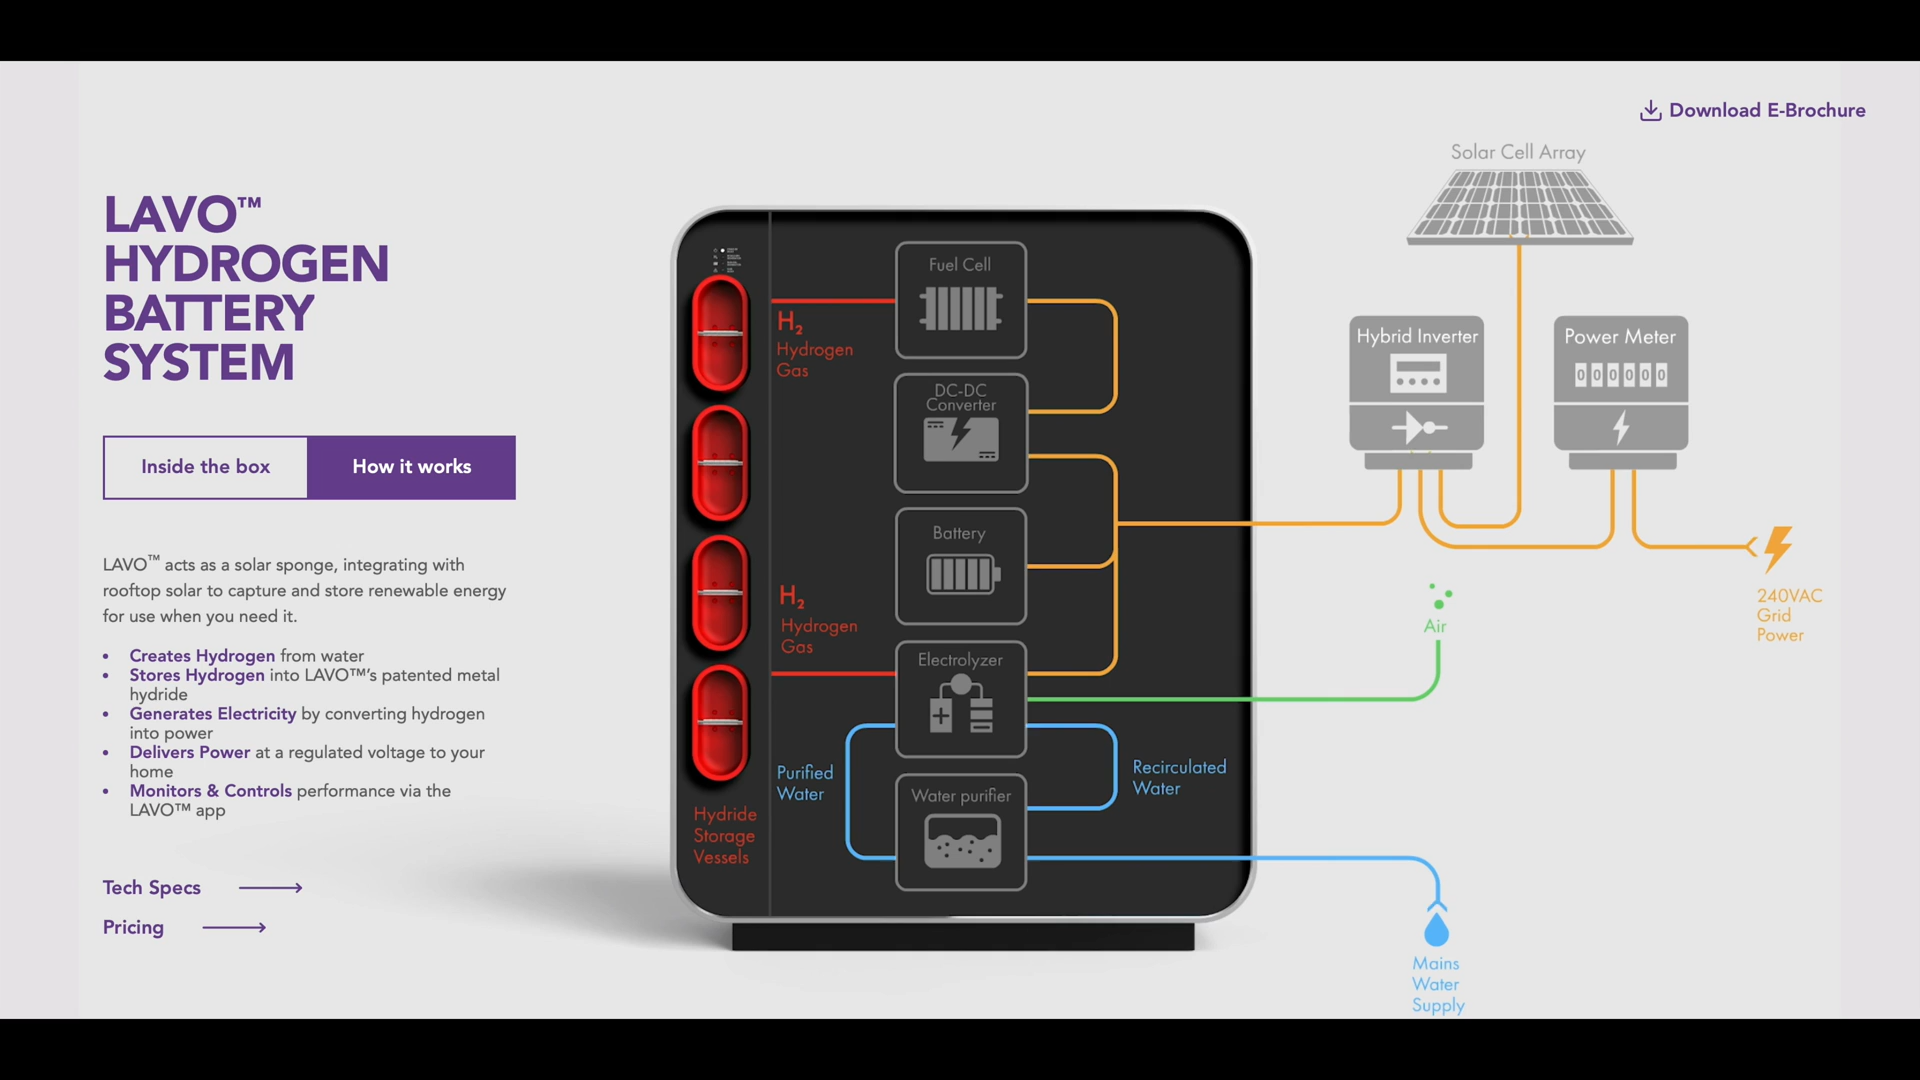 Download E-Brochure
LAVO™
HYDROGEN
BATTERY
SYSTEM
Inside the box
How it works
LAVO™ acts as a solar sponge, integrating with
rooftop solar to capture and store renewable energy
for use when you need it.
• Creates Hydrogen from water
• Stores Hydrogen into LAVO™'s patented metal
hydride
• Generates Electricity by converting hydrogen
into power
• Delivers Power at a regulated voltage to your
home
• Monitors & Controls performance via the
LAVO™ app
Tech Specs
Pricing
Fuel Cell
H₂
Hydrogen
Gas
DC-DC
Converter
Battery
H₂
Hydrogen
Gas
Electrolyzer
Purified
Water
Recirculated
Water
Water purifier
Hydride
Storage
Vessels
Solar Cell Array
Hybrid Inverter
Power Meter
000000
240VAC
Grid
Power
Air
Mains
Water
Supply